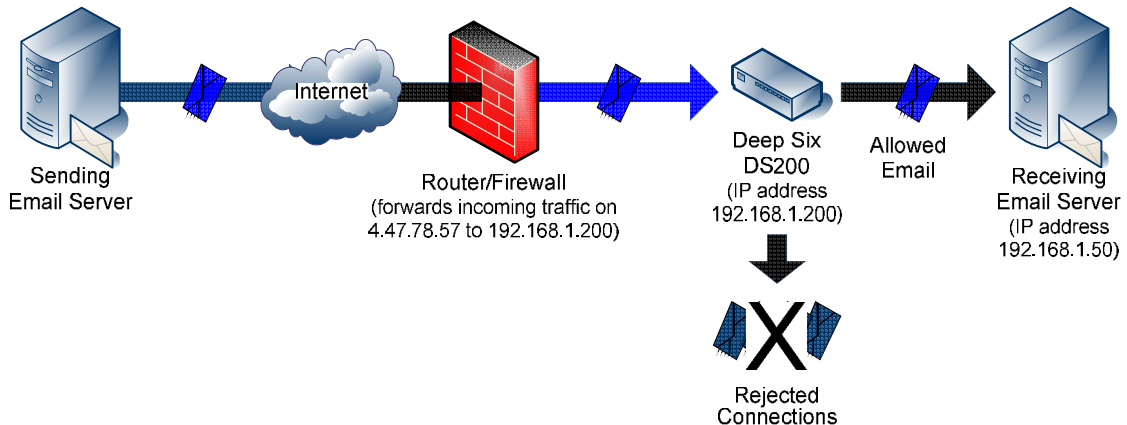 Internet
Sending
Email Server
Router/Firewall
(forwards incoming traffic on
4.47.78.57 to 192.168.1.200)
Deep Six
DS200
(IP address
192.168.1.200)
Allowed
Email
Receiving
Email Server
(IP address
192.168.1.50)
Rejected
Connections